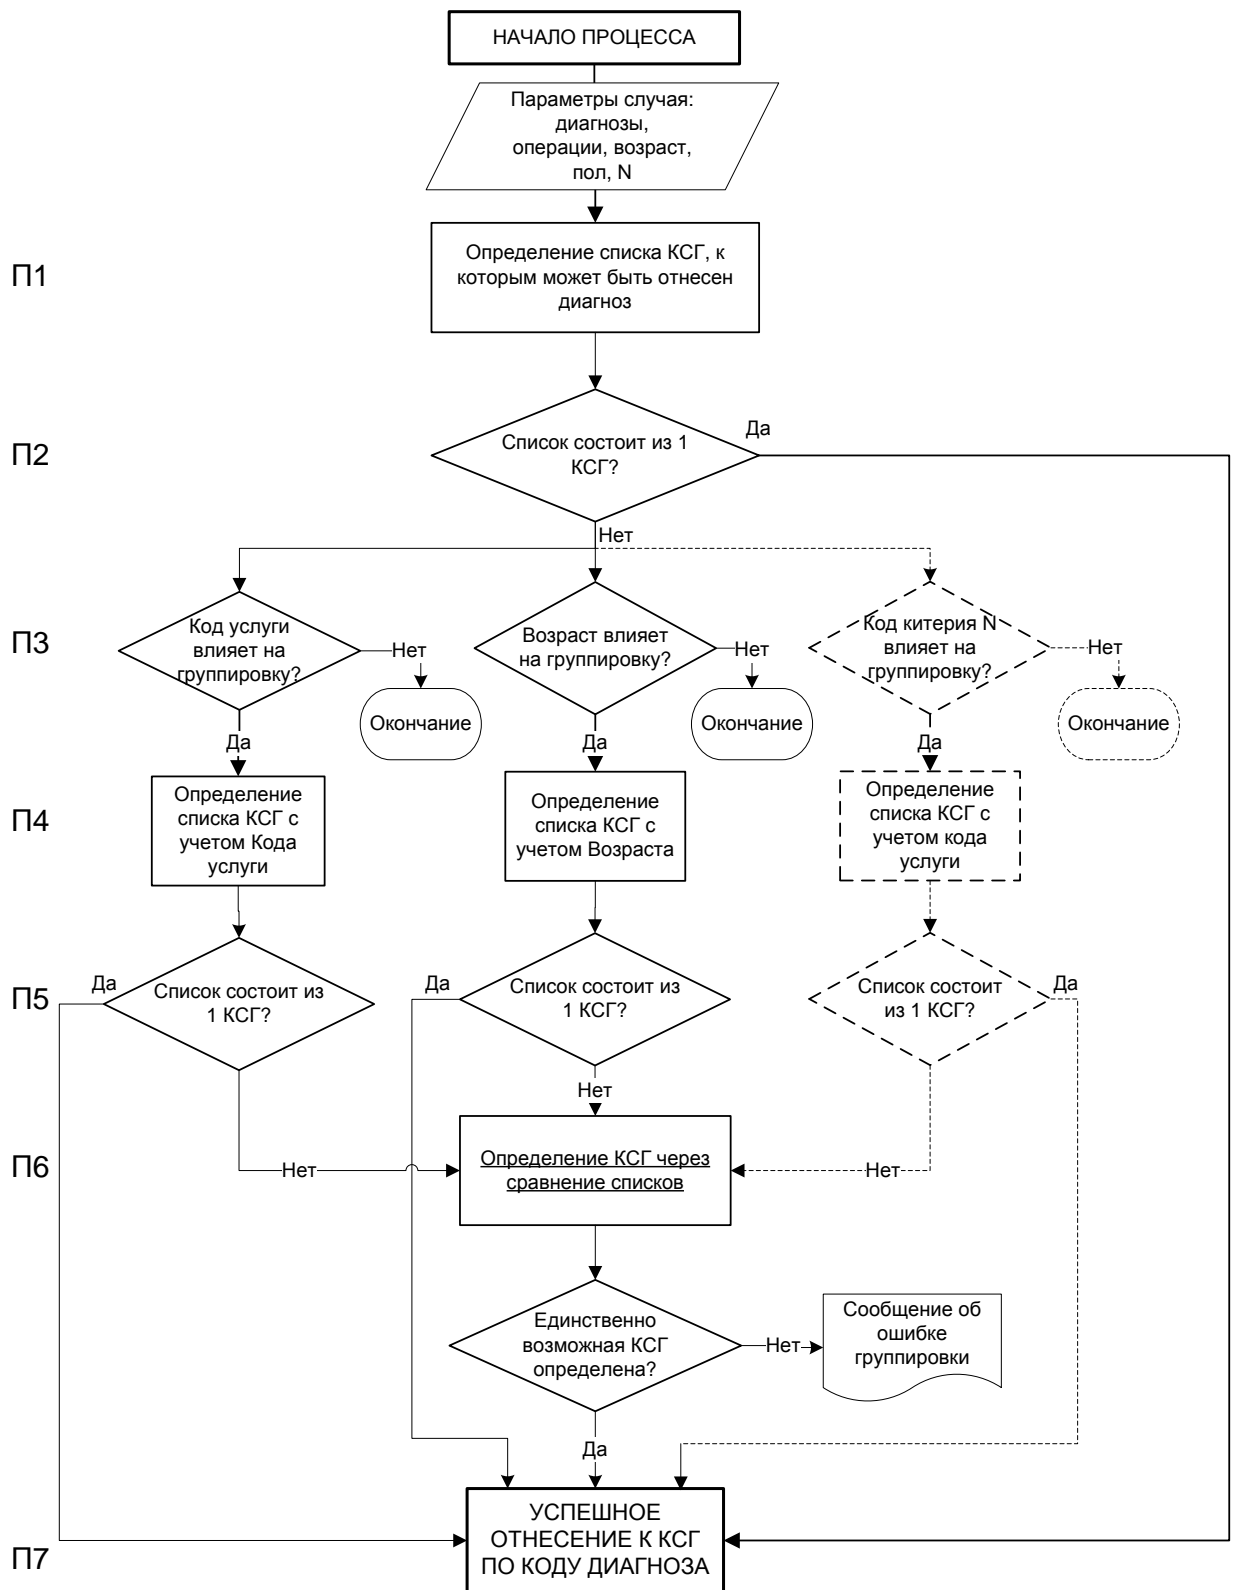 НАЧАЛО ПРОЦЕССА
Параметры случая:
диагнозы,
операции, возраст,
пол, N
П1
Определение списка КСГ, к
которым может быть отнесен
диагноз
П2
Список состоит из 1
КСГ?
Да
Нет
П3
Код услуги
влияет на
группировку?
Нет
Окончание
Возраст влияет
на группировку?
Нет
Окончание
Код китерия N
влияет на
группировку?
Нет
Окончание
Да
Да
Да
П4
Определение
списка КСГ с
учетом Кода
услуги
Определение
списка КСГ с
учетом Возраста
Определение
списка КСГ с
учетом кода
услуги
П5
Да
Список состоит из
1 КСГ?
Да
Список состоит из
1 КСГ?
Список состоит
из 1 КСГ?
Да
Нет
П6
Нет
Определение КСГ через
сравнение списков
Нет
Единственно
возможная КСГ
определена?
Нет
Сообщение об
ошибке
группировки
Да
П7
УСПЕШНОЕ
ОТНЕСЕНИЕ К КСГ
ПО КОДУ ДИАГНОЗА